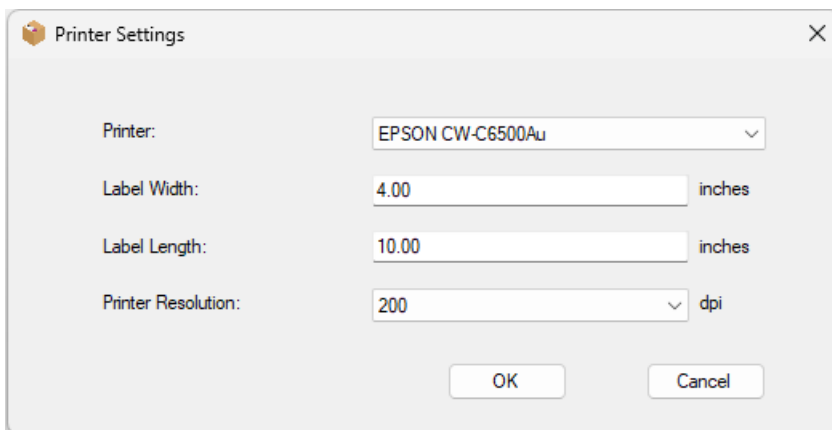 Printer Settings
Printer: EPSON CW-C6500Au
Label Width: 4.00 inches
Label Length: 10.00 inches
Printer Resolution: 200 dpi
OK Cancel